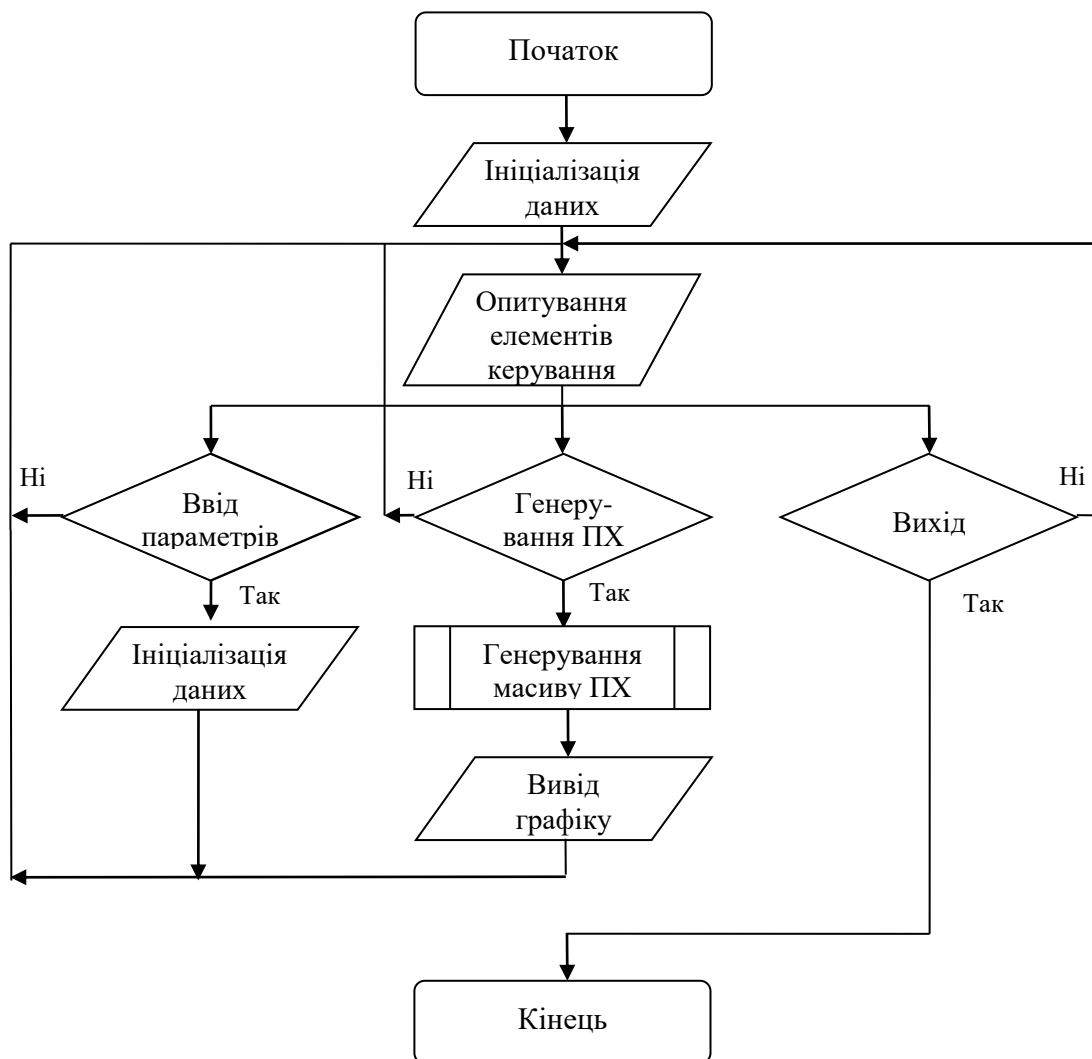 Початок
Ініціалізація
даних
Опитування
елементів
керування
Ні
Ввід
параметрів
Так
Ні
Генеру-
вання ПХ
Так
Ні
Вихід
Так
Ініціалізація
даних
Генерування
масиву ПХ
Вивід
графіку
Кінець